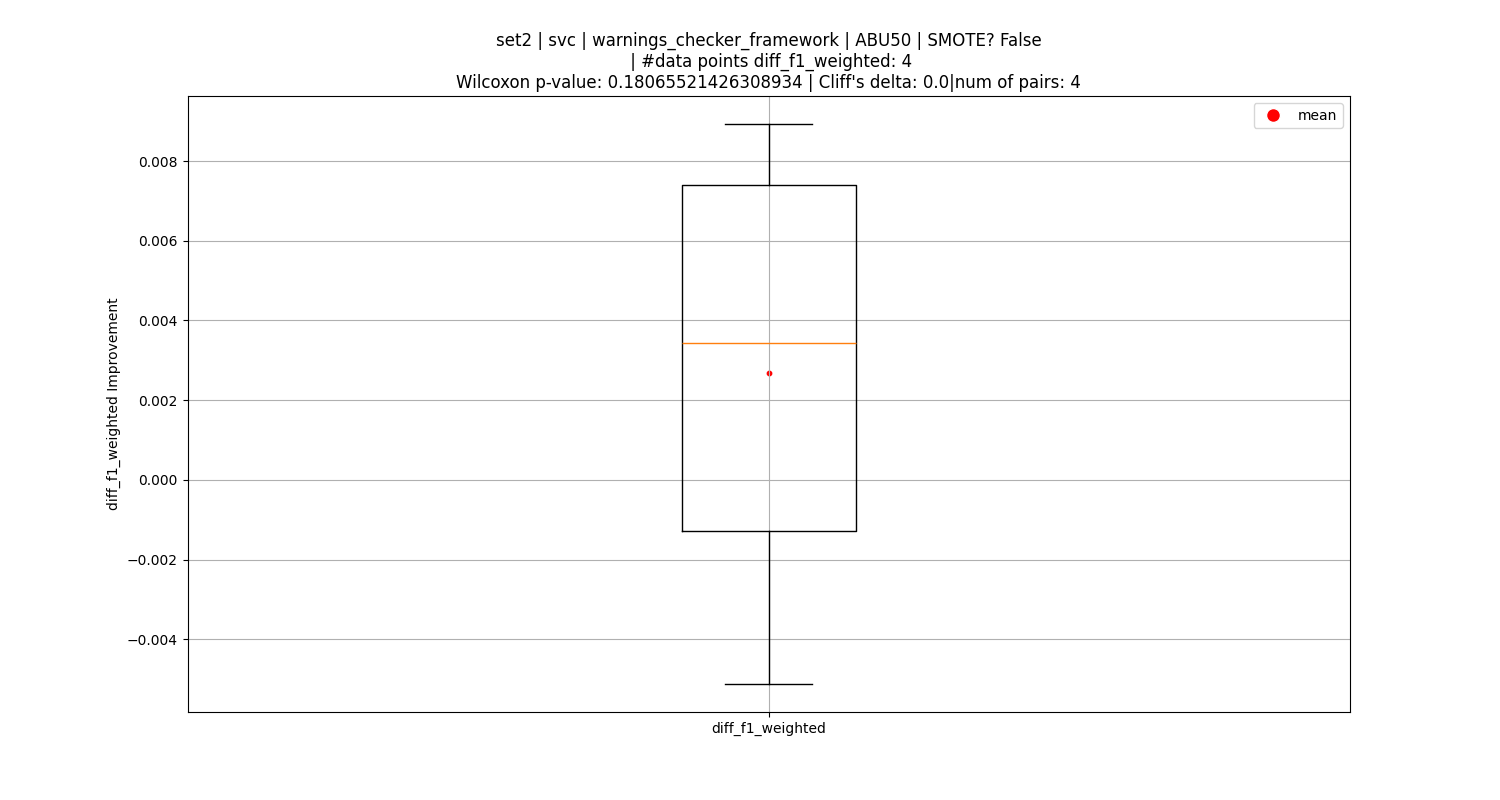 set2 | svc | warnings_checker_framework | ABU50 | SMOTE? False
| #data points diff_f1_weighted: 4
Wilcoxon p-value: 0.18065521426308934 | Cliff's delta: 0.0|num of pairs: 4
mean
0.008
0.006
0.004
0.002
0.000
−0.002
−0.004
diff_f1_weighted Improvement
diff_f1_weighted